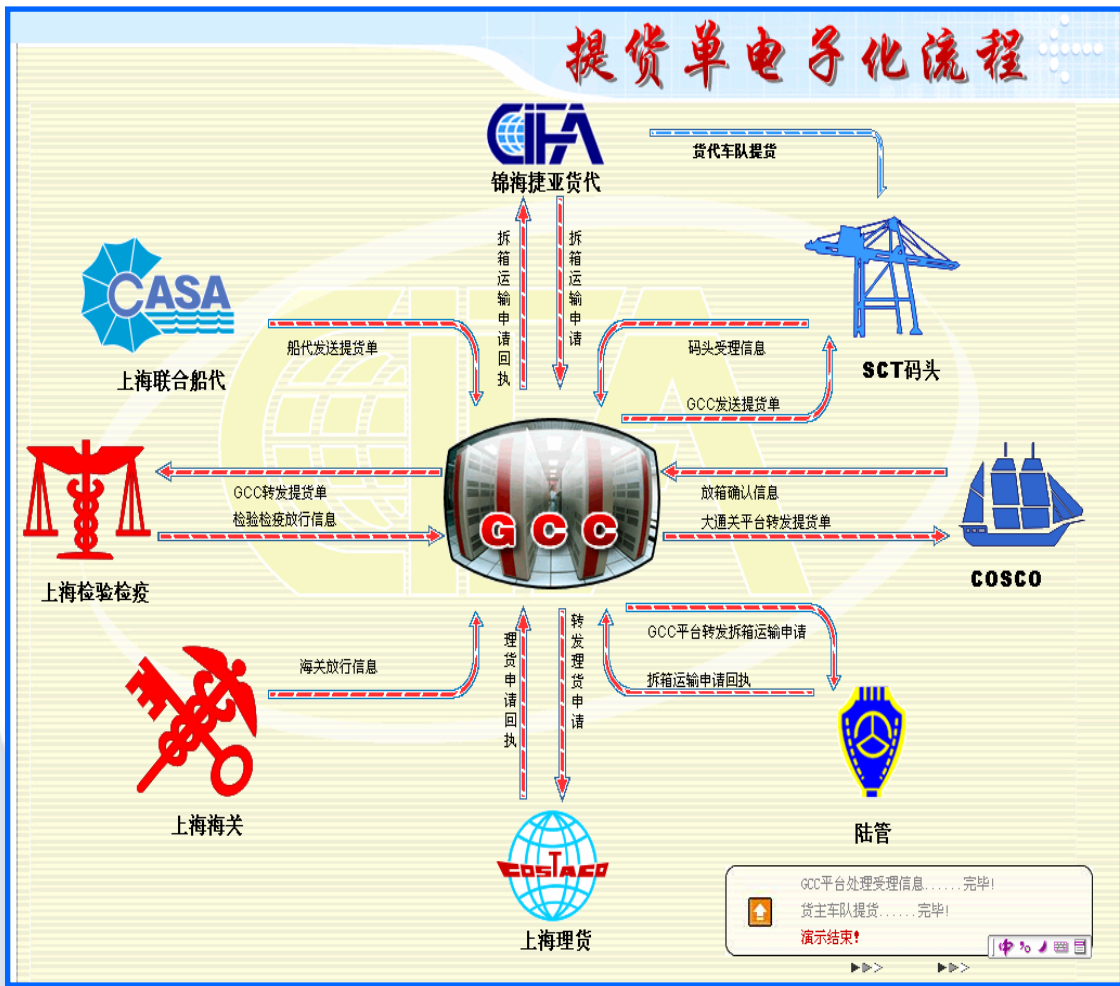 提货单电子化流程
CIFA
锦海捷亚货代
货代车队提货
拆箱运输申请回执
拆箱运输申请
CASA
上海联合船代
船代发送提货单
码头受理信息
SCT码头
GCC发送提货单
GCC转发提货单
检验检疫放行信息
上海检验检疫
GCC
放箱确认信息
大通关平台转发提货单
COSCO
海关放行信息
上海海关
理货申请回执
转发理货申请
GCC平台转发拆箱运输申请
拆箱运输申请回执
陆管
COSTACO
上海理货
GCC平台处理受理信息......完毕!
货主车队提货......完毕!
演示结束!
中